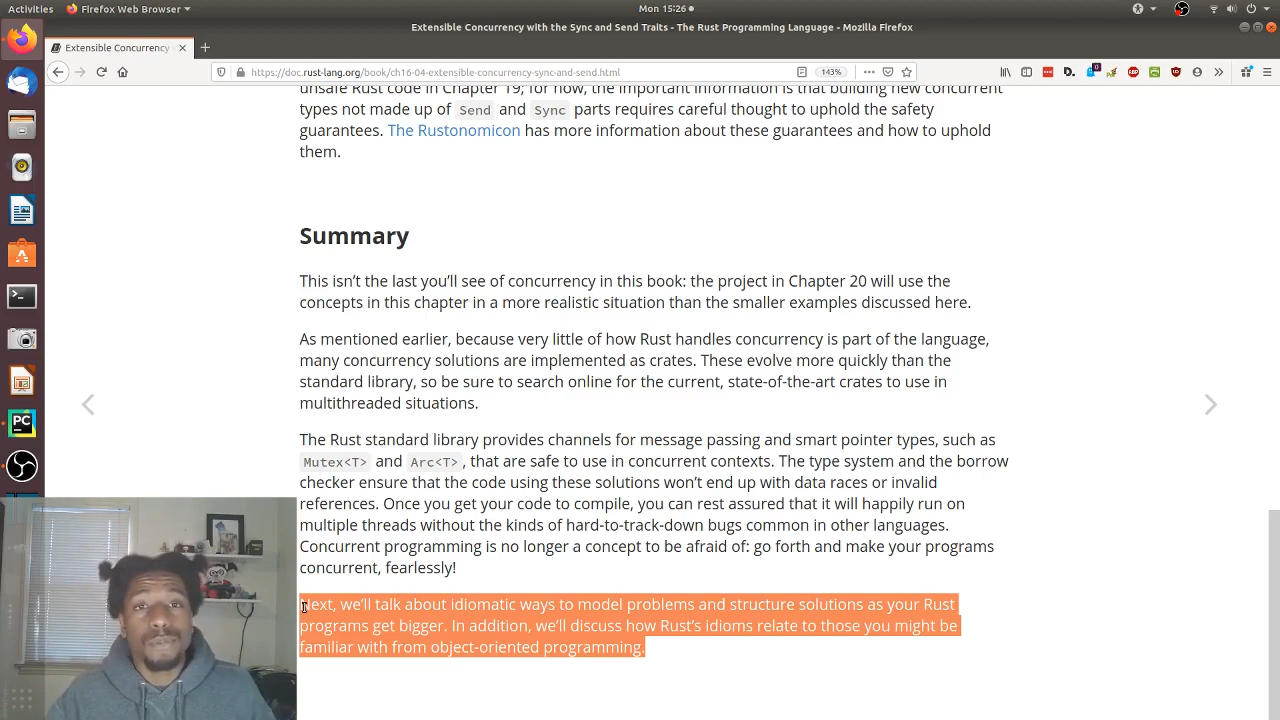 Activities
Firefox Web Browser
Mon 15:26
Extensible Concurrency with the Sync and Send Traits - The Rust Programming Language - Mozilla Firefox
Extensible Concurrency
https://doc.rust-lang.org/book/ch16-04-extensible-concurrency-sync-and-send.html
143%
unsafe Rust code in Chapter 19; for now, the important information is that building new concurrent
types not made up of Send and Sync parts requires careful thought to uphold the safety
guarantees. The Rustonomicon has more information about these guarantees and how to uphold
them.
Summary
This isn’t the last you’ll see of concurrency in this book: the project in Chapter 20 will use the
concepts in this chapter in a more realistic situation than the smaller examples discussed here.
As mentioned earlier, because very little of how Rust handles concurrency is part of the language,
many concurrency solutions are implemented as crates. These evolve more quickly than the
standard library, so be sure to search online for the current, state-of-the-art crates to use in
multithreaded situations.
The Rust standard library provides channels for message passing and smart pointer types, such as
Mutex<T> and Arc<T>, that are safe to use in concurrent contexts. The type system and the borrow
checker ensure that the code using these solutions won’t end up with data races or invalid
references. Once you get your code to compile, you can rest assured that it will happily run on
multiple threads without the kinds of hard-to-track-down bugs common in other languages.
Concurrent programming is no longer a concept to be afraid of: go forth and make your programs
concurrent, fearlessly!
Next, we’ll talk about idiomatic ways to model problems and structure solutions as your Rust
programs get bigger. In addition, we’ll discuss how Rust’s idioms relate to those you might be
familiar with from object-oriented programming.